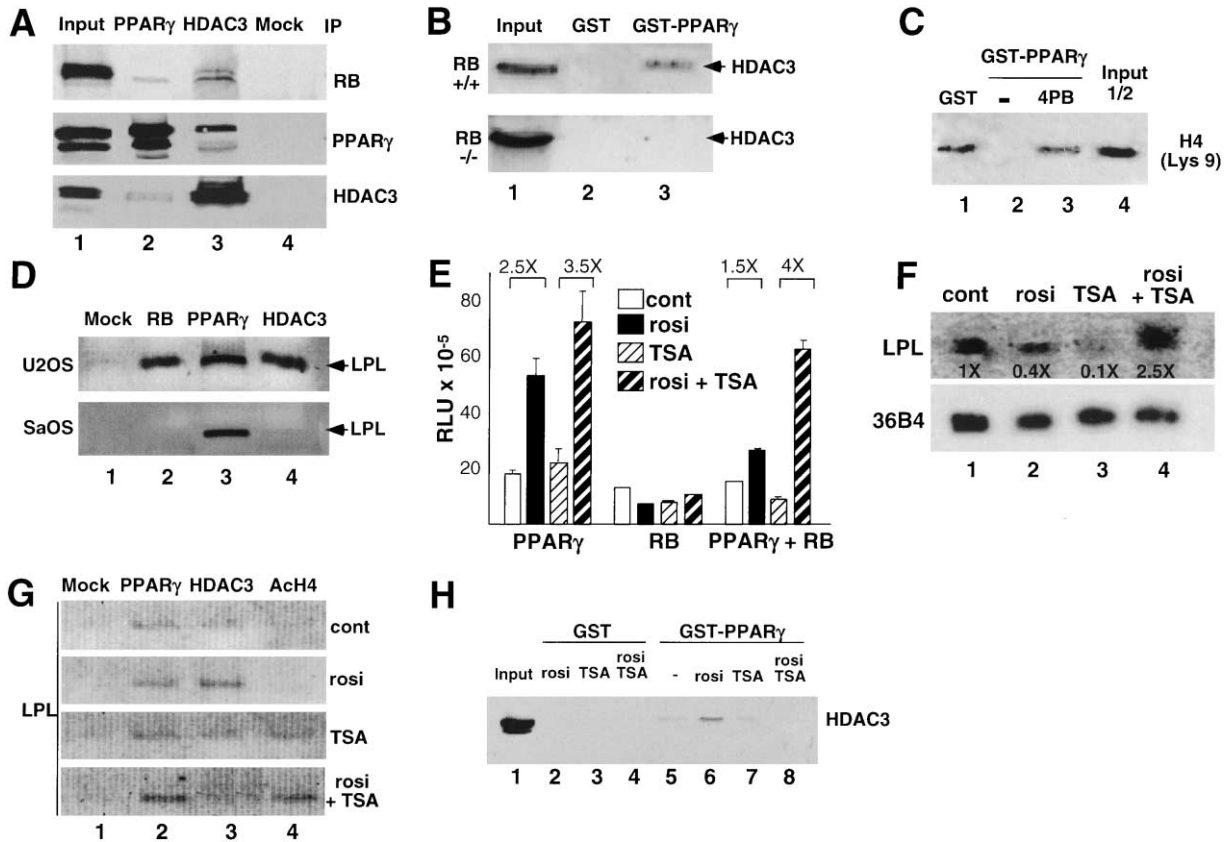 A
Input PPARγ HDAC3 Mock IP
RB
PPARγ
HDAC3
1 2 3 4
B
Input GST GST-PPARγ
RB +/+
HDAC3
RB -/-
HDAC3
1 2 3
C
GST-PPARγ
GST - 4PB Input 1/2
H4 (Lys 9)
1 2 3 4
D
Mock RB PPARγ HDAC3
U2OS LPL
SaOS LPL
1 2 3 4
E
2.5X 3.5X 1.5X 4X
80
60
40
20
RLU x 10-5
cont
rosi
TSA
rosi + TSA
PPARγ RB PPARγ + RB
F
cont rosi TSA rosi + TSA
LPL
1X 0.4X 0.1X 2.5X
36B4
1 2 3 4
G
Mock PPARγ HDAC3 AcH4
cont
rosi
LPL
TSA
rosi + TSA
1 2 3 4
H
GST GST-PPARγ
Input rosi TSA rosi TSA - rosi TSA rosi TSA
HDAC3
1 2 3 4 5 6 7 8